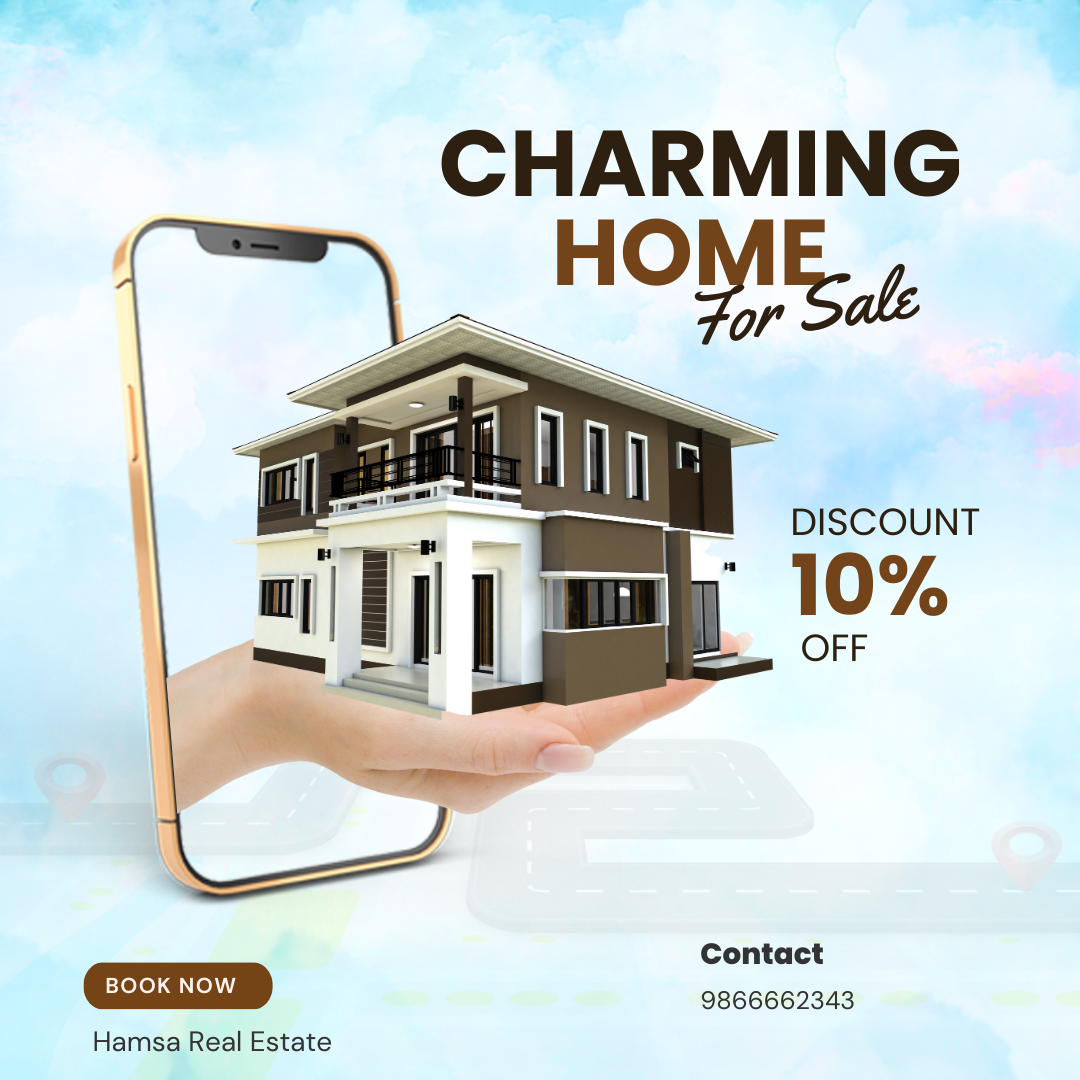 CHARMING
HOME
For Sale
DISCOUNT
10%
OFF
Contact
9866662343
BOOK NOW
Hamsa Real Estate